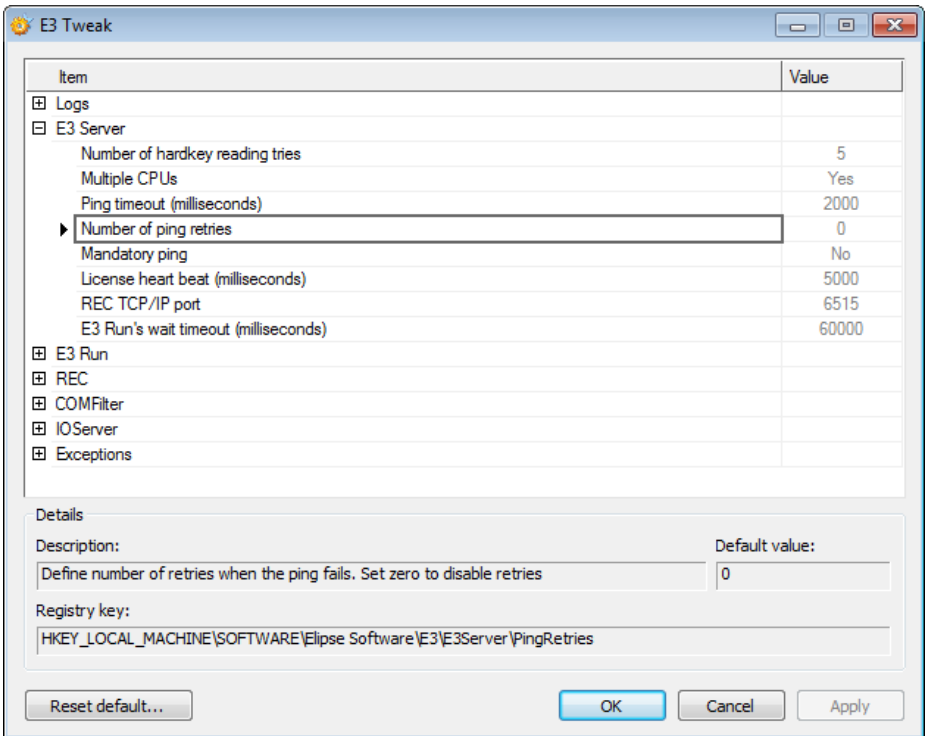 E3 Tweak
Item Value
Logs
E3 Server
Number of hardkey reading tries 5
Multiple CPUs Yes
Ping timeout (milliseconds) 2000
Number of ping retries 0
Mandatory ping No
License heart beat (milliseconds) 5000
REC TCP/IP port 6515
E3 Run's wait timeout (milliseconds) 60000
E3 Run
REC
COMFilter
IOServer
Exceptions
Details
Description: Default value:
Define number of retries when the ping fails. Set zero to disable retries 0
Registry key:
HKEY_LOCAL_MACHINE\SOFTWARE\Elipse Software\E3\E3Server\PingRetries
Reset default... OK Cancel Apply